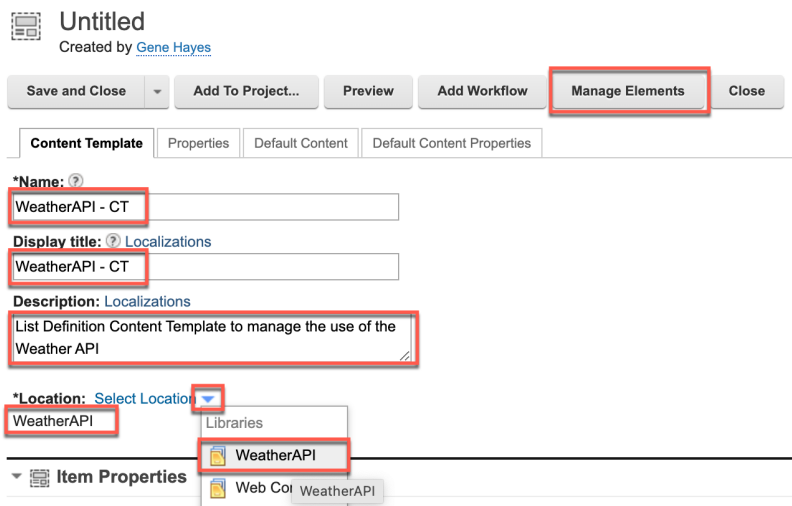 Untitled
Created by Gene Hayes
Save and Close Add To Project... Preview Add Workflow Manage Elements Close
Content Template Properties Default Content Default Content Properties
*Name: ?
WeatherAPI - CT
Display title: ? Localizations
WeatherAPI - CT
Description: Localizations
List Definition Content Template to manage the use of the
Weather API
*Location: Select Location
WeatherAPI
Libraries
WeatherAPI
Item Properties
Web Co
WeatherAPI